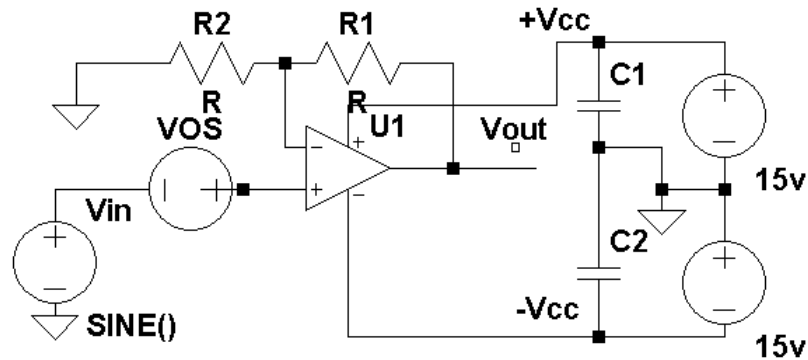 R2
R1
+Vcc
R
R
C1
VOS
U1
Vout
15v
Vin
C2
SINE()
-Vcc
15v